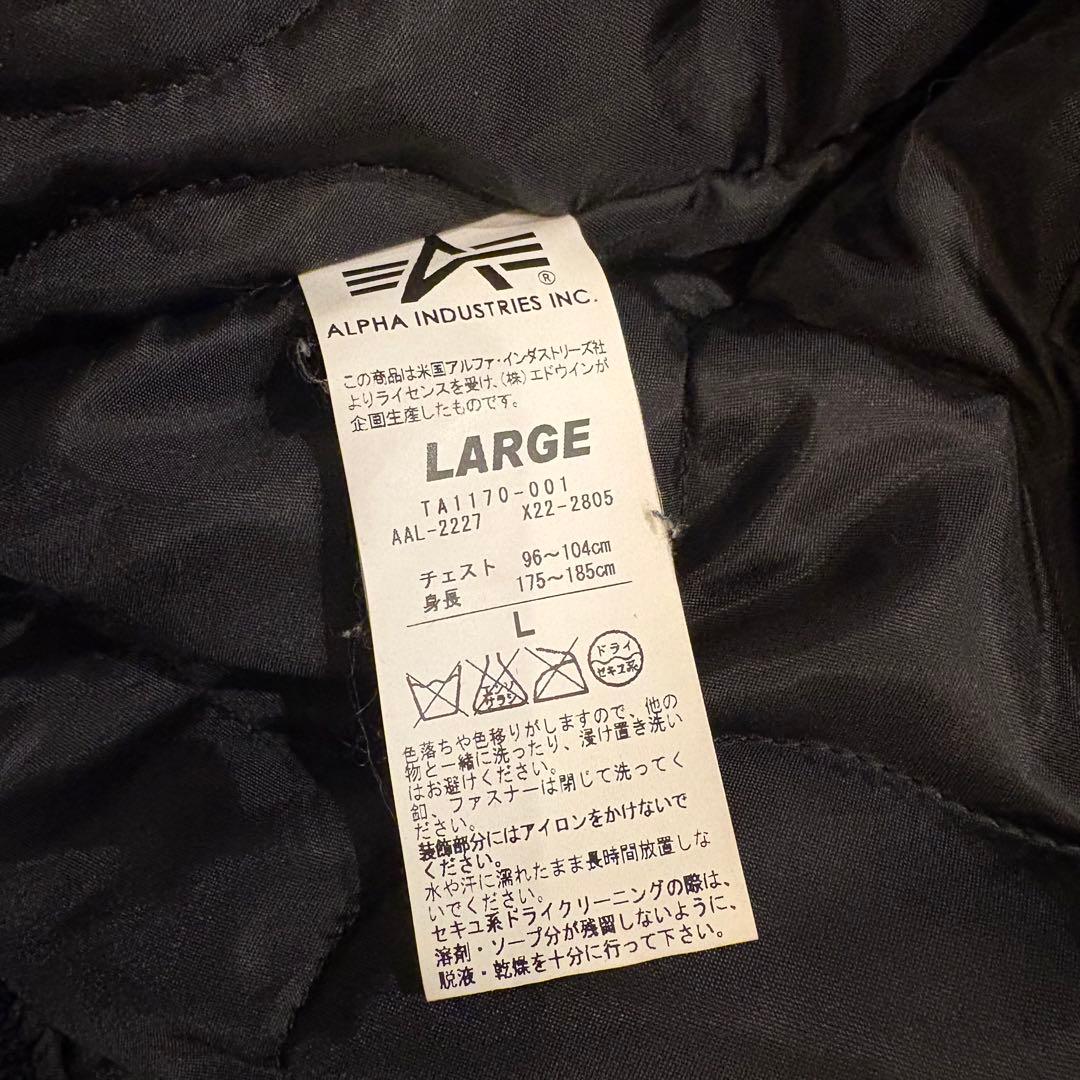 ALPHA INDUSTRIES INC.®
この商品は米国アルファ・インダストリーズ社
よりライセンスを受け、(株)エドウインが
企画生産したものです。
LARGE
TA1170-001
AAL-2227 X22-2805
チェスト 96〜104cm
身長 175〜185cm
L
エンソ
サラシ
ドライ
セキユ系
色落ちや色移りがしますので、他の
物と一緒に洗ったり、浸け置き洗い
はお避けください。
釦、ファスナーは閉じて洗ってく
ださい。
装飾部分にはアイロンをかけないで
ください。
水や汗に濡れたまま長時間放置しな
いでください。
セキユ系ドライクリーニングの際は、
溶剤・ソープ分が残留しないように、
脱液・乾燥を十分に行って下さい。